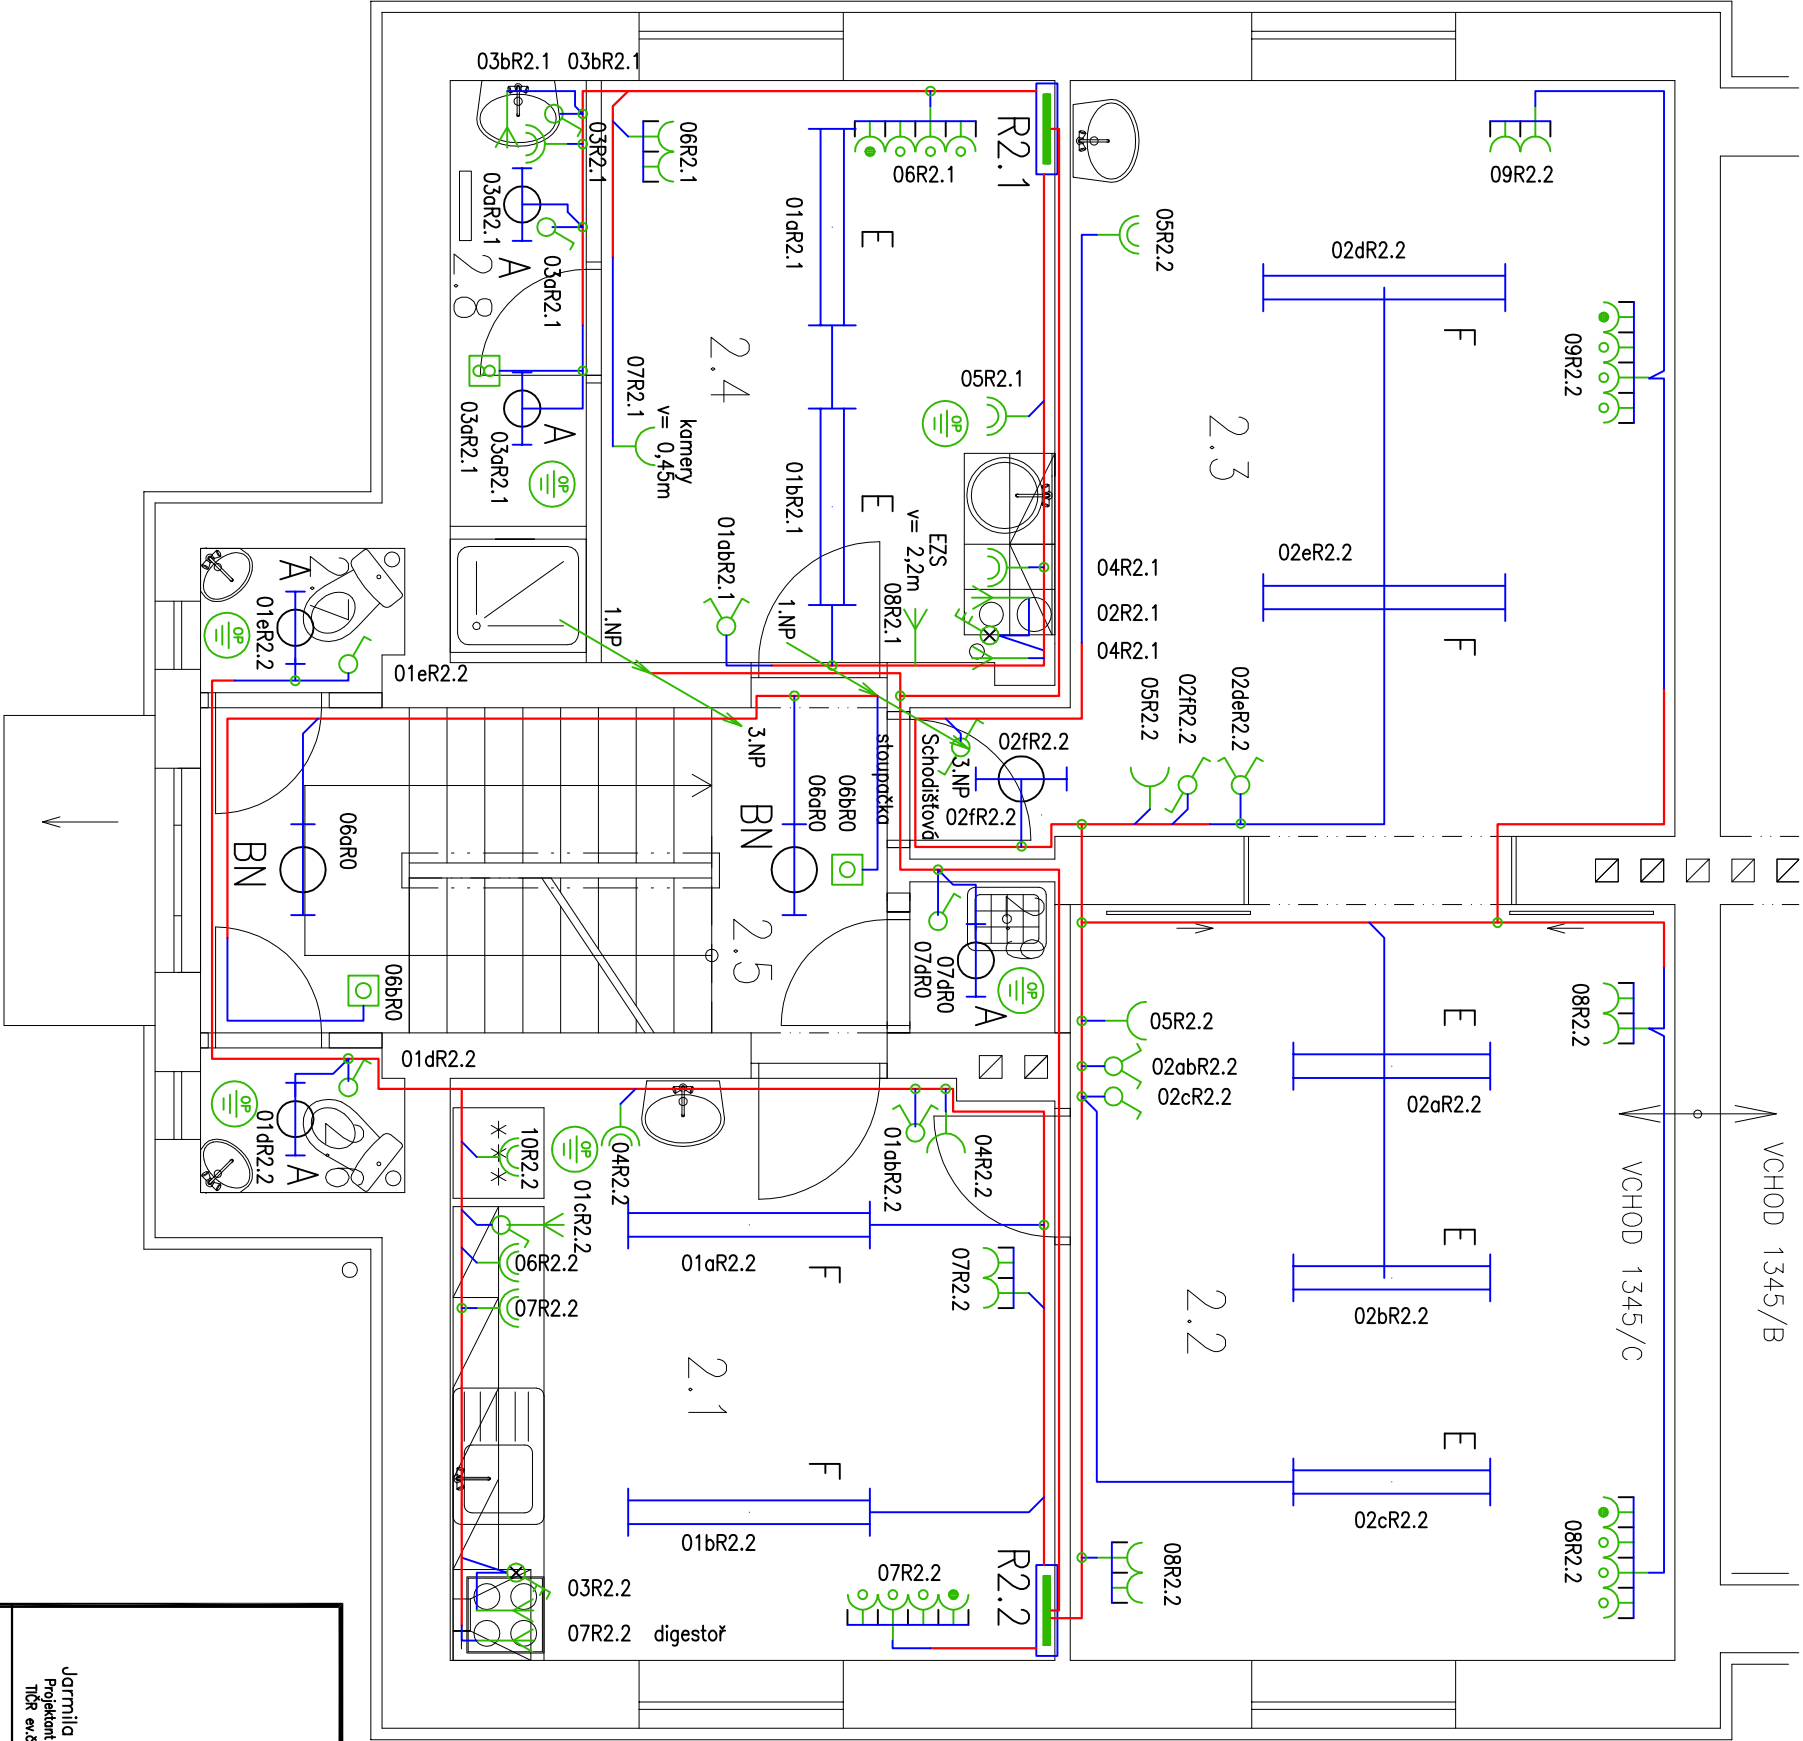 03bR2.1
03bR2.1
03R2.1
06R2.1
03aR2.1
A
2.8
03aR2.1
03aR2.1
03aR2.1
A
OP
01aR2.1
E
06R2.1
R2.1
2.4
07R2.1
kamery
v= 0,45m
05R2.1
OP
01bR2.1
E
EZS
v= 2,2m
08R2.1
01abR2.1
1.NP
1.NP
04R2.1
02R2.1
04R2.1
05R2.2
09R2.2
02dR2.2
F
09R2.2
2.3
02eR2.2
F
05R2.2
02fR2.2
02deR2.2
02fR2.2
02fR2.2
3.NP
Schodišťová
stoupačka
3.NP
A
01eR2.2
OP
01eR2.2
06aR0
BN
06bR0
BN
06aR0
06bR0
2.5
07dR0
07dR0
A
OP
01dR2.2
OP
01dR2.2
A
10R2.2
OP
04R2.2
01cR2.2
06R2.2
07R2.2
01abR2.2
04R2.2
01aR2.2
F
07R2.2
2.1
F
01bR2.2
R2.2
07R2.2
03R2.2
07R2.2 digestoř
05R2.2
02abR2.2
02cR2.2
E
02aR2.2
08R2.2
E
02bR2.2
2.2
E
02cR2.2
08R2.2
08R2.2
VCHOD 1345/C
VCHOD 1345/B
Jarmila
Projektant
TIČR